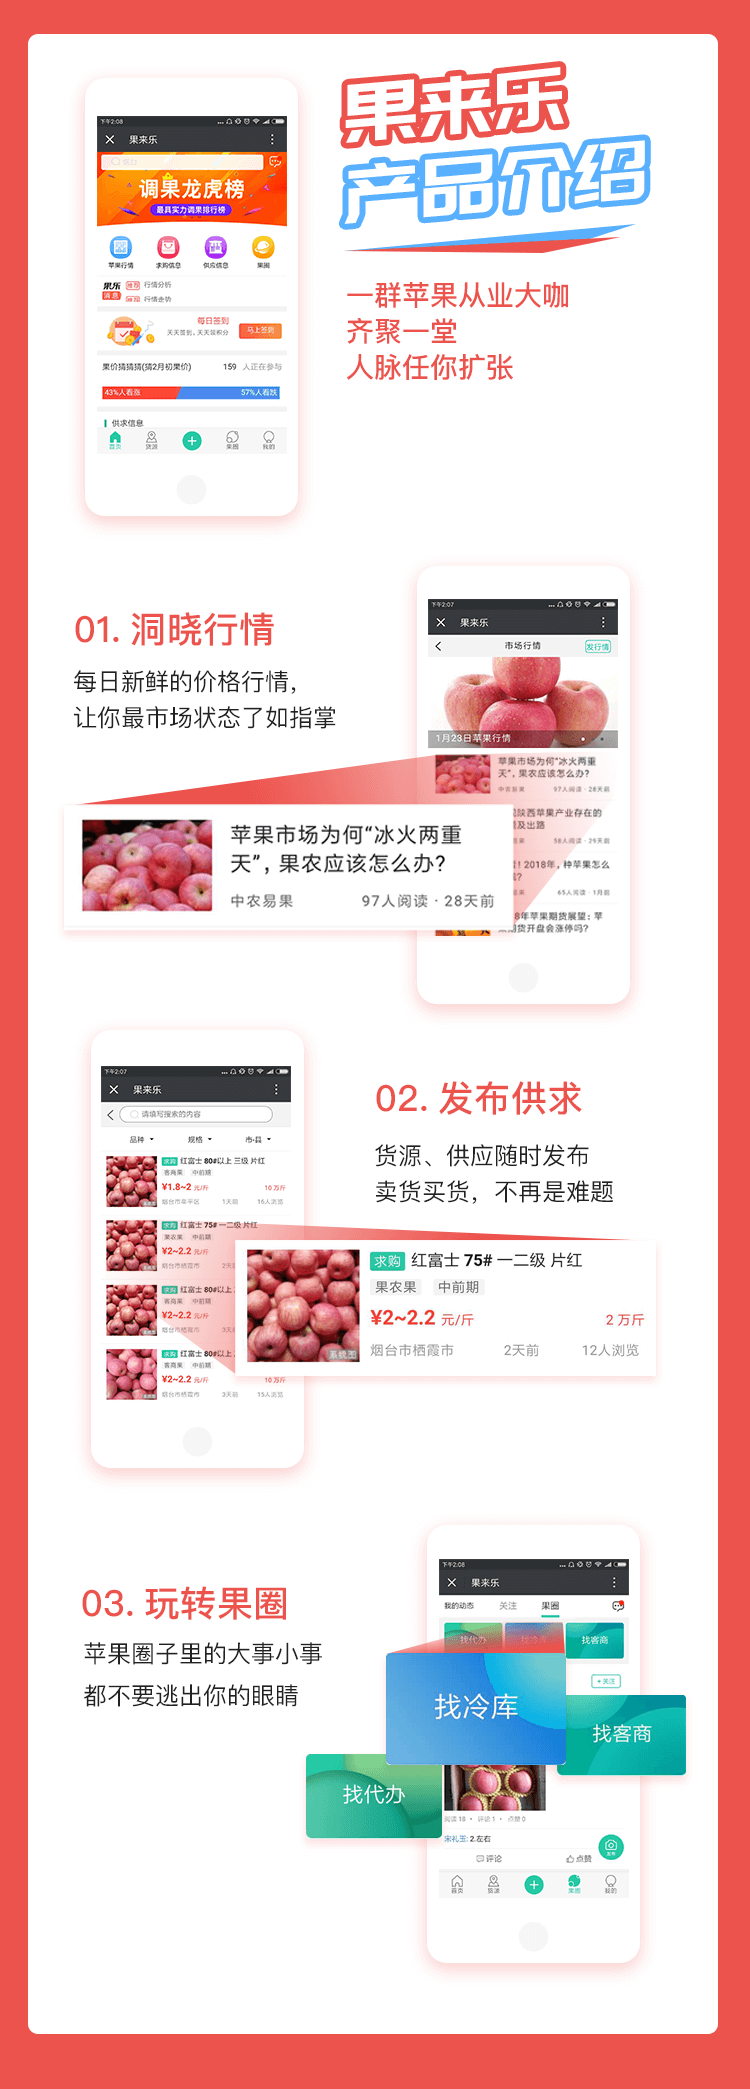 下午2:08
果来乐
调果龙虎榜
最具实力调果排行榜
苹果行情
求购信息
供应信息
果圈
果乐
消息
推荐 行情分析
推荐 行情走势
每日签到
天天签到，天天领积分
马上签到
果价猜猜猜(猜2月初果价)
159 人正在参与
43%人看涨
57%人看跌
供求信息
首页
货源
果圈
我的
果来乐
产品介绍
一群苹果从业大咖
齐聚一堂
人脉任你扩张
01. 洞晓行情
每日新鲜的价格行情，
让你最市场状态了如指掌
下午2:07
果来乐
市场行情
发行情
1月23日苹果行情
苹果市场为何“冰火两重
天”，果农应该怎么办？
中农易果
97人阅读 · 28天前
陕西苹果产业存在的
及出路
58人阅读 · 29天前
！2018年，种苹果怎么
？
65人阅读 · 1月前
8年苹果期货展望：苹
期货开盘会涨停吗？
苹果市场为何“冰火两重
天”，果农应该怎么办？
中农易果
97人阅读 · 28天前
下午2:07
果来乐
请填写搜索的内容
品种
规格
市-县
求购 红富士 80#以上 三级 片红
客商果 中前期
¥1.8~2 元/斤
10 万斤
烟台市牟平区
1天前
16人浏览
求购 红富士 75# 一二级 片红
果农果 中前期
¥2~2.2 元/斤
烟台市栖霞市
2天
求购 红富士 80#以上
客商果 中前期
¥2~2.2 元/斤
烟台市栖霞市
3天
求购 红富士 80#以上
客商果 中前期
¥2~2.2 元/斤
10 万斤
烟台市栖霞市
3天前
15人浏览
02. 发布供求
货源、供应随时发布
卖货买货，不再是难题
求购 红富士 75# 一二级 片红
果农果 中前期
¥2~2.2 元/斤
2 万斤
烟台市栖霞市
2天前
12人浏览
系统图
03. 玩转果圈
苹果圈子里的大事小事
都不要逃出你的眼睛
下午2:08
果来乐
我的动态
关注
果圈
找代办
找冷库
找客商
+关注
找冷库
找客商
找代办
阅读 18 · 评论 1 · 点赞 0
宋礼玉: 2.左右
评论
点赞
发布
首页
货源
果圈
我的